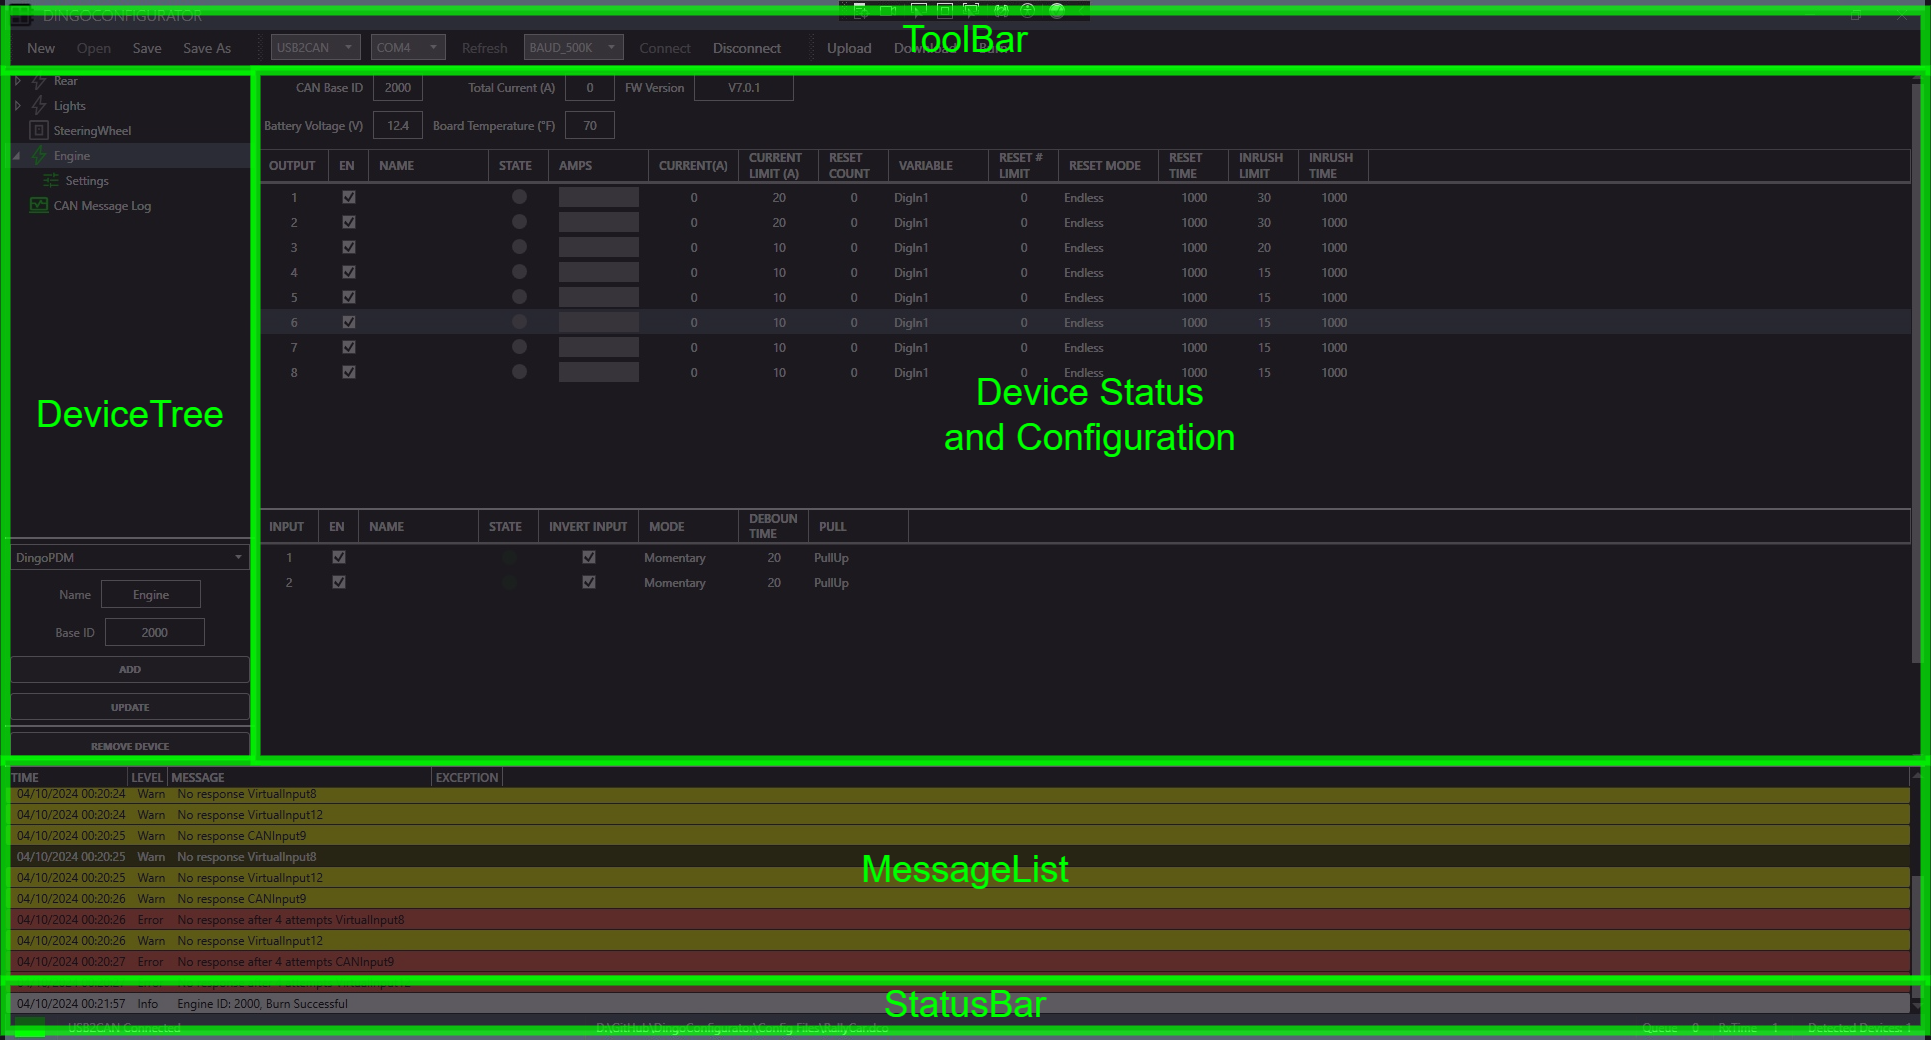 DINGOCONFIGURATOR
New Open Save Save As USB2CAN COM4 Refresh BAUD_500K Connect Disconnect Upload Download Burn
ToolBar
Rear
Lights
SteeringWheel
Engine
Settings
CAN Message Log
DeviceTree
DingoPDM
Name Engine
Base ID 2000
ADD
UPDATE
REMOVE DEVICE
CAN Base ID 2000 Total Current (A) 0 FW Version V7.0.1
Battery Voltage (V) 12.4 Board Temperature (°F) 70
OUTPUT EN NAME STATE AMPS CURRENT(A) CURRENT LIMIT (A) RESET COUNT VARIABLE RESET # LIMIT RESET MODE RESET TIME INRUSH LIMIT INRUSH TIME
1 0 20 0 DigIn1 0 Endless 1000 30 1000
2 0 20 0 DigIn1 0 Endless 1000 30 1000
3 0 10 0 DigIn1 0 Endless 1000 20 1000
4 0 10 0 DigIn1 0 Endless 1000 15 1000
5 0 10 0 DigIn1 0 Endless 1000 15 1000
6 0 10 0 DigIn1 0 Endless 1000 15 1000
7 0 10 0 DigIn1 0 Endless 1000 15 1000
8 0 10 0 DigIn1 0 Endless 1000 15 1000
Device Status
and Configuration
INPUT EN NAME STATE INVERT INPUT MODE DEBOUN TIME PULL
1 Momentary 20 PullUp
2 Momentary 20 PullUp
TIME LEVEL MESSAGE EXCEPTION
04/10/2024 00:20:24 Warn No response VirtualInput8
04/10/2024 00:20:24 Warn No response VirtualInput12
04/10/2024 00:20:25 Warn No response CANInput9
04/10/2024 00:20:25 Warn No response VirtualInput8
04/10/2024 00:20:25 Warn No response VirtualInput12
04/10/2024 00:20:26 Warn No response CANInput9
04/10/2024 00:20:26 Error No response after 4 attempts VirtualInput8
04/10/2024 00:20:26 Warn No response VirtualInput12
04/10/2024 00:20:27 Error No response after 4 attempts CANInput9
MessageList
04/10/2024 00:21:57 Info Engine ID: 2000, Burn Successful
StatusBar
USB2CAN Connected D:\GitHub\DingoConfigurator\Config Files\RallyCar.dco Queue 0 RxTime 1 Detected Devices: 1